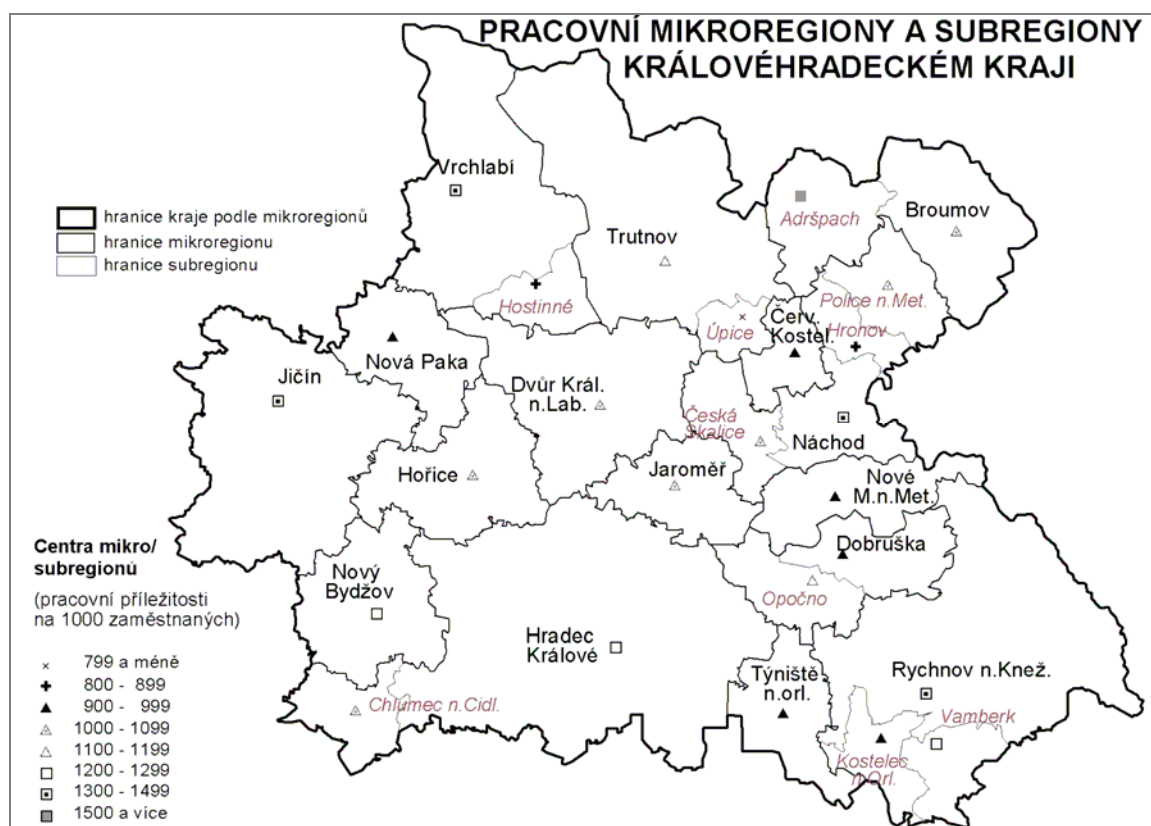 PRACOVNÍ MIKROREGIONY A SUBREGIONY
KRÁLOVÉHRADECKÉM KRAJI
hranice kraje podle mikroregionů
hranice mikroregionu
hranice subregionu
Vrchlabí
Trutnov
Adršpach
Broumov
Hostinné
Police n.Met.
Úpice
Červ.
Kostel.
Hronov
Nová Paka
Jičín
Dvůr Král.
n.Lab.
Česká
Skalice
Náchod
Hořice
Jaroměř
Nové
M.n.Met.
Dobruška
Nový
Bydžov
Opočno
Hradec
Králové
Týniště
n.orl.
Rychnov n.Knež.
Chlumec n.Cidl.
Vamberk
Kostelec
n.Orl.
Centra mikro/
subregionů
(pracovní příležitosti
na 1000 zaměstnaných)
799 a méně
800 - 899
900 - 999
1000 - 1099
1100 - 1199
1200 - 1299
1300 - 1499
1500 a více